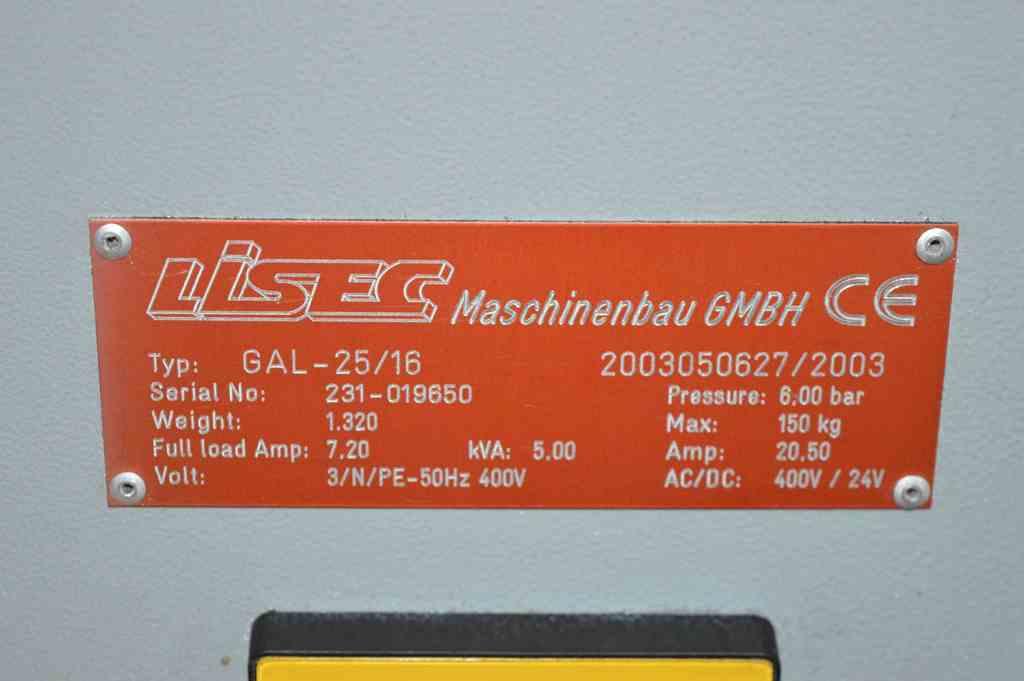 LiSEC Maschinenbau GMBH CE
Typ: GAL-25/16 2003050627/2003
Serial No: 231-019650 Pressure: 6,00 bar
Weight: 1.320 Max: 150 kg
Full load Amp: 7.20 kVA: 5.00 Amp: 20.50
Volt: 3/N/PE-50Hz 400V AC/DC: 400V / 24V